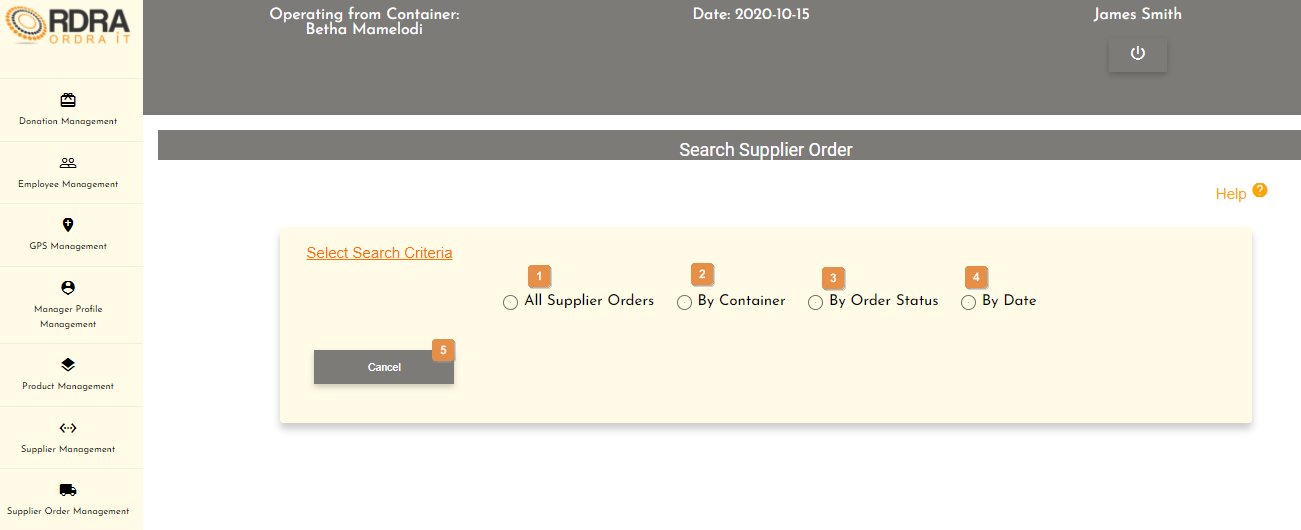 RDRA
ORDRA IT
Operating from Container:
Betha Mamelodi
Date: 2020-10-15
James Smith
Donation Management
Employee Management
GPS Management
Manager Profile
Management
Product Management
Supplier Management
Supplier Order Management
Search Supplier Order
Help ?
Select Search Criteria
1 2 3 4
All Supplier Orders By Container By Order Status By Date
5
Cancel